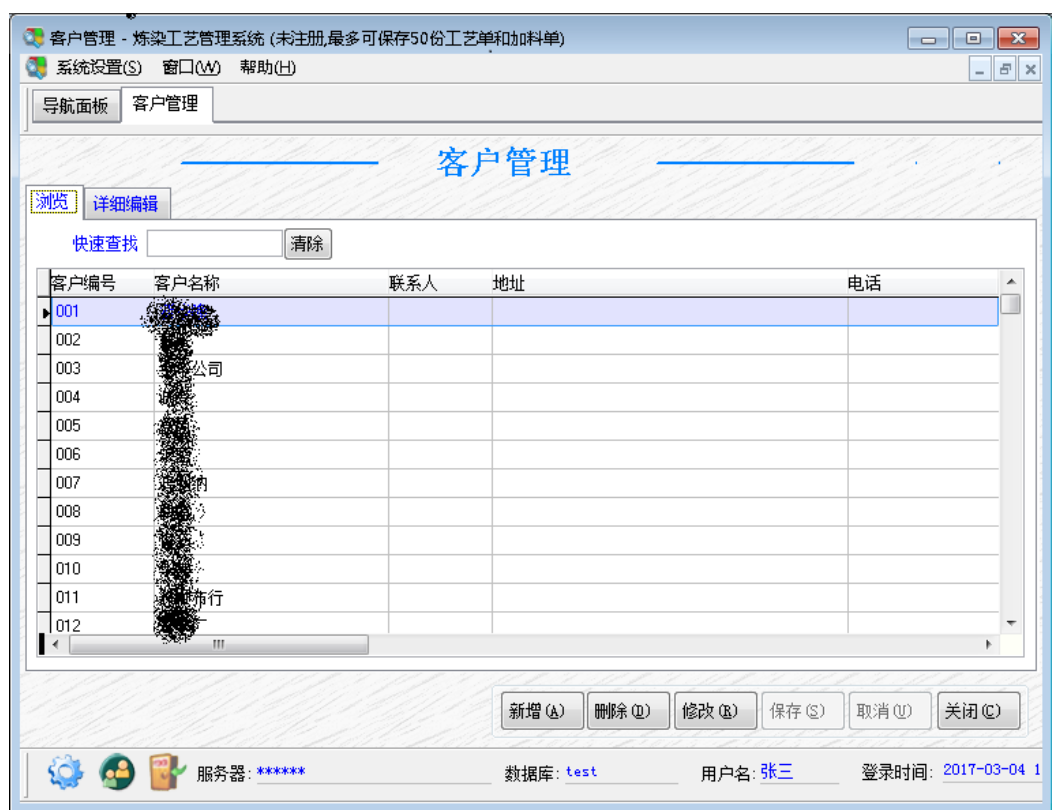 客户管理 - 炼染工艺管理系统 (未注册,最多可保存50份工艺单和加料单)
系统设置(S) 窗口(W) 帮助(H)
导航面板 客户管理
客户管理
浏览 详细编辑
快速查找 清除
客户编号 客户名称 联系人 地址 电话
001
002
003 公司
004
005
006
007 纳
008
009
010
011 布行
012
新增(A) 删除(D) 修改(R) 保存(S) 取消(U) 关闭(C)
服务器: ****** 数据库: test 用户名: 张三 登录时间: 2017-03-04 1